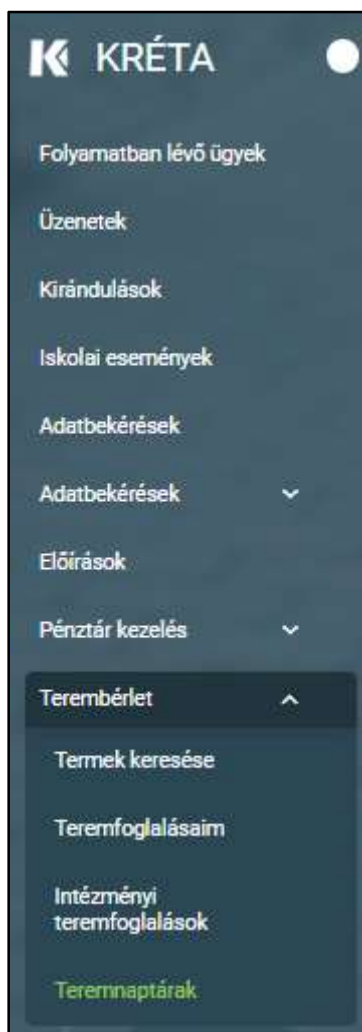 KRÉTA
Folyamatban lévő ügyek
Üzenetek
Kirándulások
Iskolai események
Adatbekérések
Adatbekérések
Előírások
Pénztár kezelés
Terembérlet
Termek keresése
Teremfoglalásaim
Intézményi
teremfoglalások
Teremnaptárak